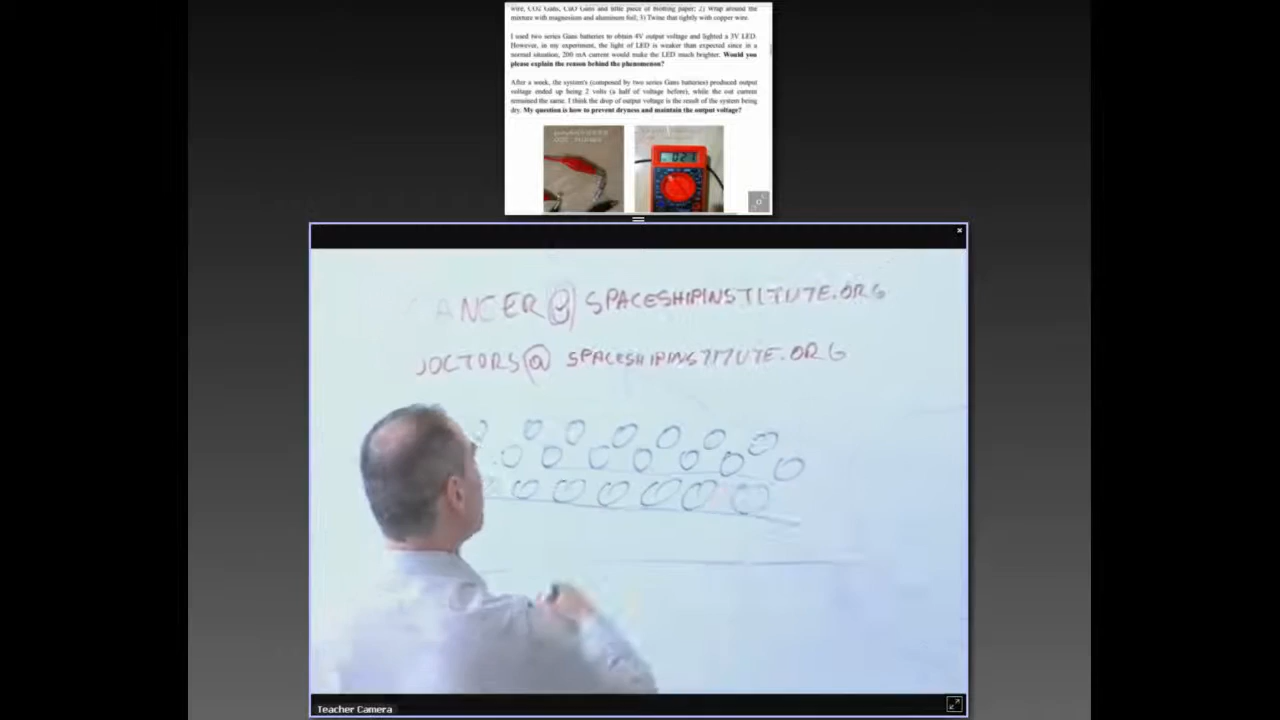 wire, CO2 Gans, CuO Gans and little piece of blotting paper; 2) Wrap around the
mixture with magnesium and aluminum foil; 3) Twine that tightly with copper wire.
I used two series Gans batteries to obtain 4V output voltage and lighted a 3V LED.
However, in my experiment, the light of LED is weaker than expected since in a
normal situation, 200 mA current would make the LED much brighter. Would you
please explain the reason behind the phenomenon?
After a week, the system's (composed by two series Gans batteries) produced output
voltage ended up being 2 volts (a half of voltage before), while the out current
remained the same. I think the drop of output voltage is the result of the system being
dry. My question is how to prevent dryness and maintain the output voltage?
ANCER@ SPACESHIPINSTITUTE.ORG
DOCTORS@ SPACESHIPINSTITUTE.ORG
Teacher Camera